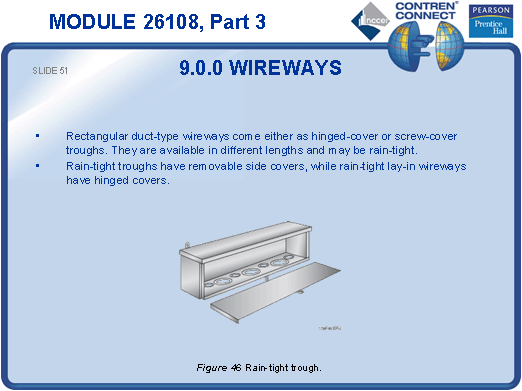 MODULE 26108, Part 3
nccer
CONTREN®
CONNECT
PEARSON
Prentice
Hall
SLIDE 51
9.0.0 WIREWAYS
• Rectangular duct-type wireways come either as hinged-cover or screw-cover
troughs. They are available in different lengths and may be rain-tight.
• Rain-tight troughs have removable side covers, while rain-tight lay-in wireways
have hinged covers.
Figure 46 Rain-tight trough.